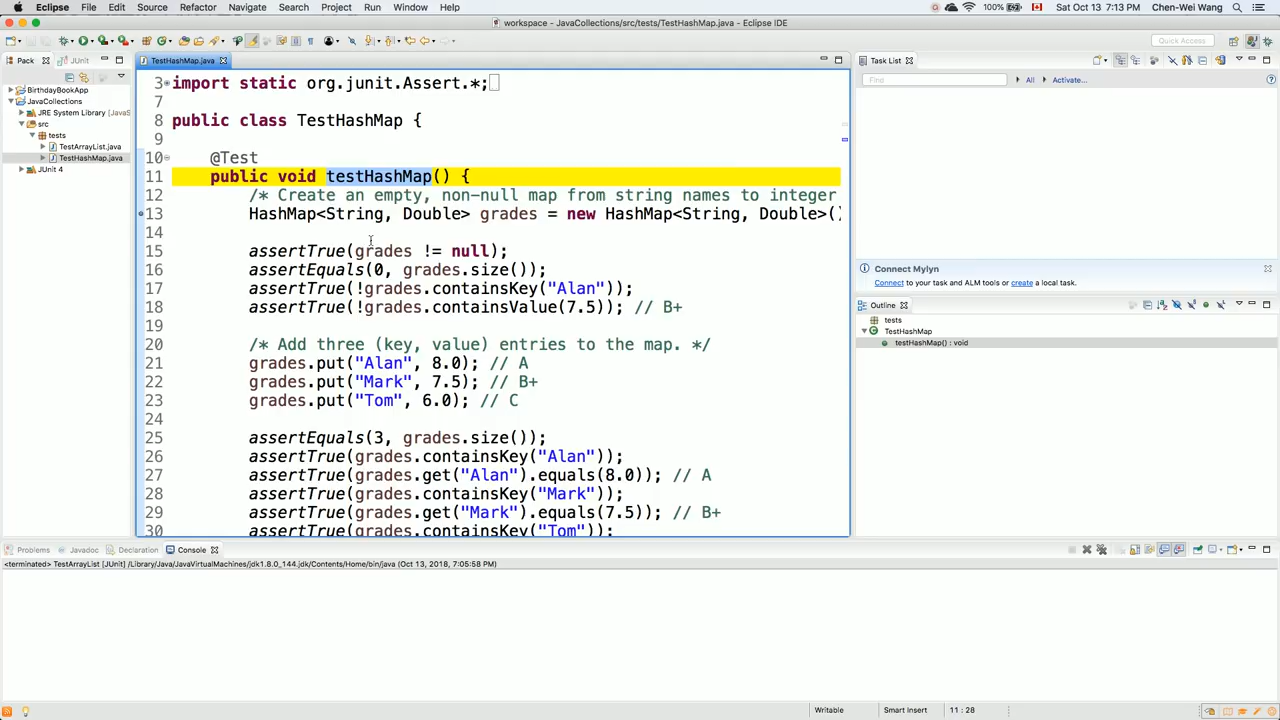 Eclipse File Edit Source Refactor Navigate Search Project Run Window Help 100% Sat Oct 13 7:13 PM Chen-Wei Wang
workspace - JavaCollections/src/tests/TestHashMap.java - Eclipse IDE
Quick Access
Pack JUnit
BirthdayBookApp
JavaCollections
JRE System Library [JavaS
src
tests
TestArrayList.java
TestHashMap.java
JUnit 4
TestHashMap.java
3 import static org.junit.Assert.*;
7
8 public class TestHashMap {
9
10 @Test
11 public void testHashMap() {
12 /* Create an empty, non-null map from string names to integer
13 HashMap<String, Double> grades = new HashMap<String, Double>()
14
15 assertTrue(grades != null);
16 assertEquals(0, grades.size());
17 assertTrue(!grades.containsKey("Alan"));
18 assertTrue(!grades.containsValue(7.5)); // B+
19
20 /* Add three (key, value) entries to the map. */
21 grades.put("Alan", 8.0); // A
22 grades.put("Mark", 7.5); // B+
23 grades.put("Tom", 6.0); // C
24
25 assertEquals(3, grades.size());
26 assertTrue(grades.containsKey("Alan"));
27 assertTrue(grades.get("Alan").equals(8.0)); // A
28 assertTrue(grades.containsKey("Mark"));
29 assertTrue(grades.get("Mark").equals(7.5)); // B+
30 assertTrue(grades.containsKey("Tom"));
Task List
Find All Activate...
Connect Mylyn
Connect to your task and ALM tools or create a local task.
Outline
tests
TestHashMap
testHashMap() : void
Problems Javadoc Declaration Console
<terminated> TestArrayList [JUnit] /Library/Java/JavaVirtualMachines/jdk1.8.0_144.jdk/Contents/Home/bin/java (Oct 13, 2018, 7:05:58 PM)
Writable Smart Insert 11 : 28